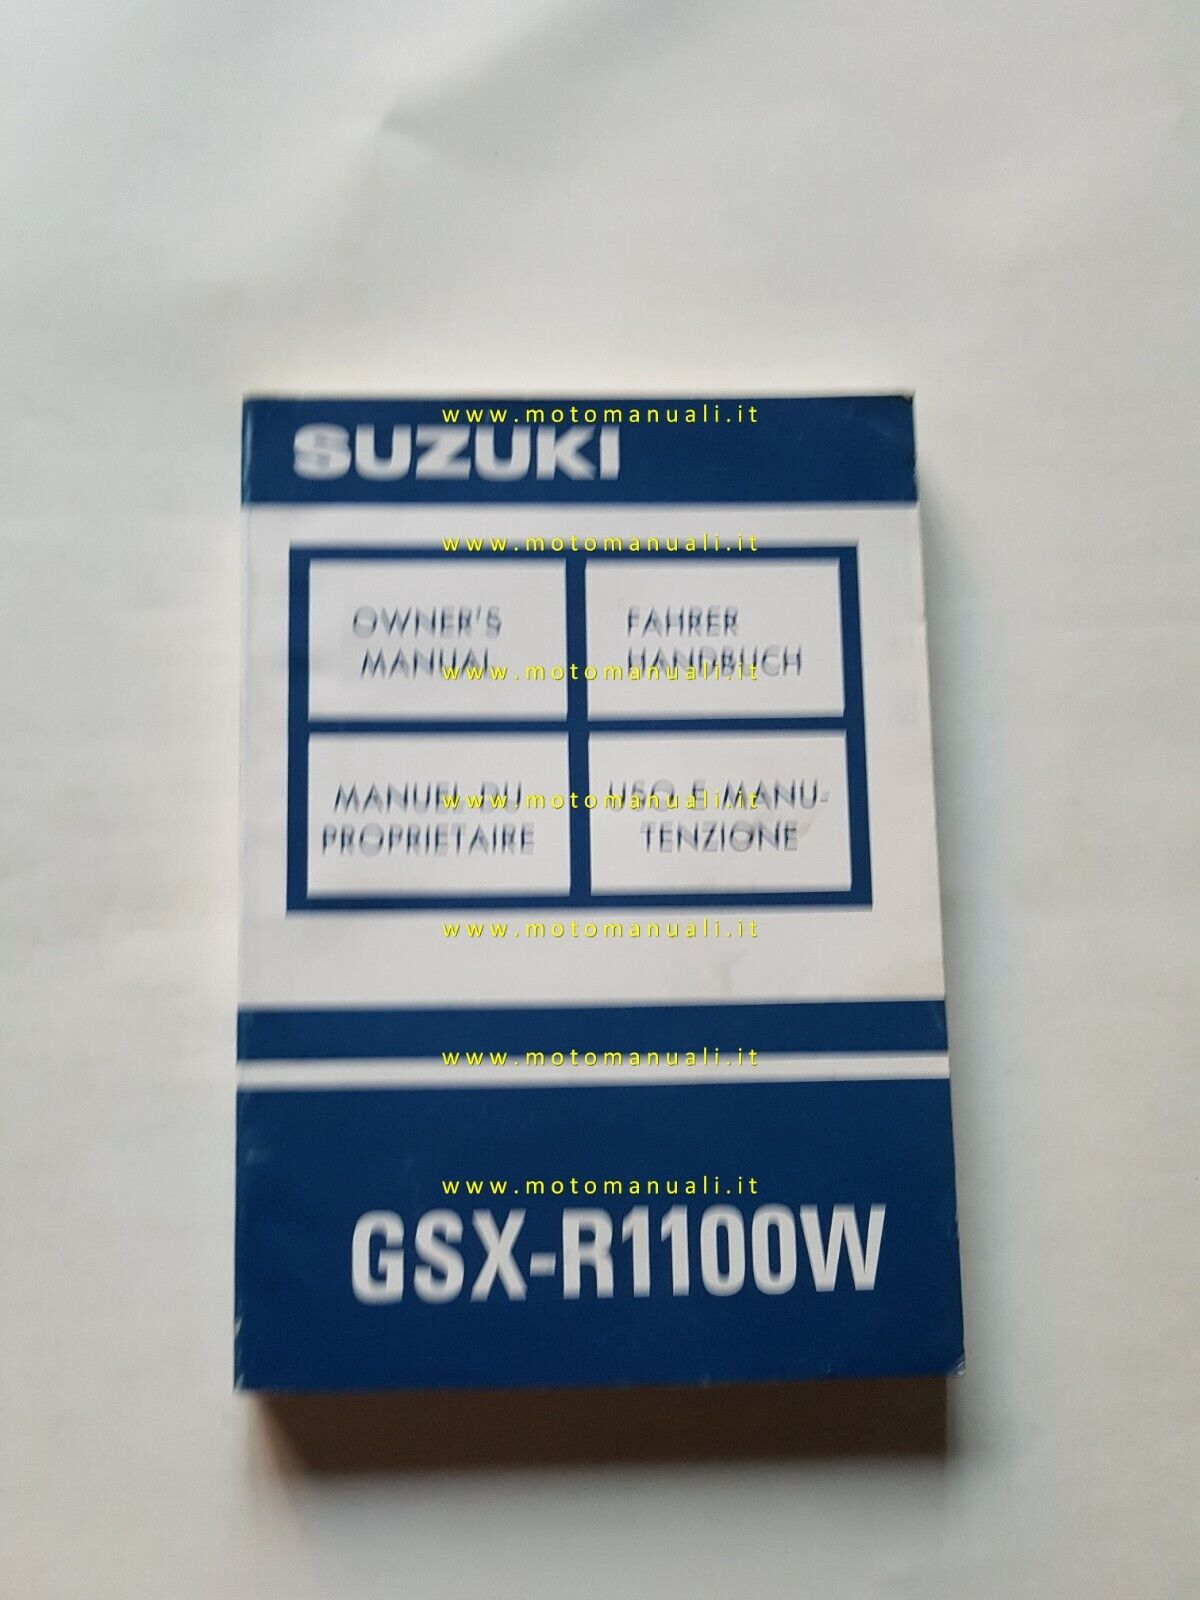 www.motomanuali.it
SUZUKI
www.motomanuali.it
OWNER'S
MANUAL
FAHRER
HANDBUCH
www.motomanuali.it
MANUEL DU
PROPRIETAIRE
USO E MANU-
TENZIONE
www.motomanuali.it
www.motomanuali.it
www.motomanuali.it
www.motomanuali.it
GSX-R1100W